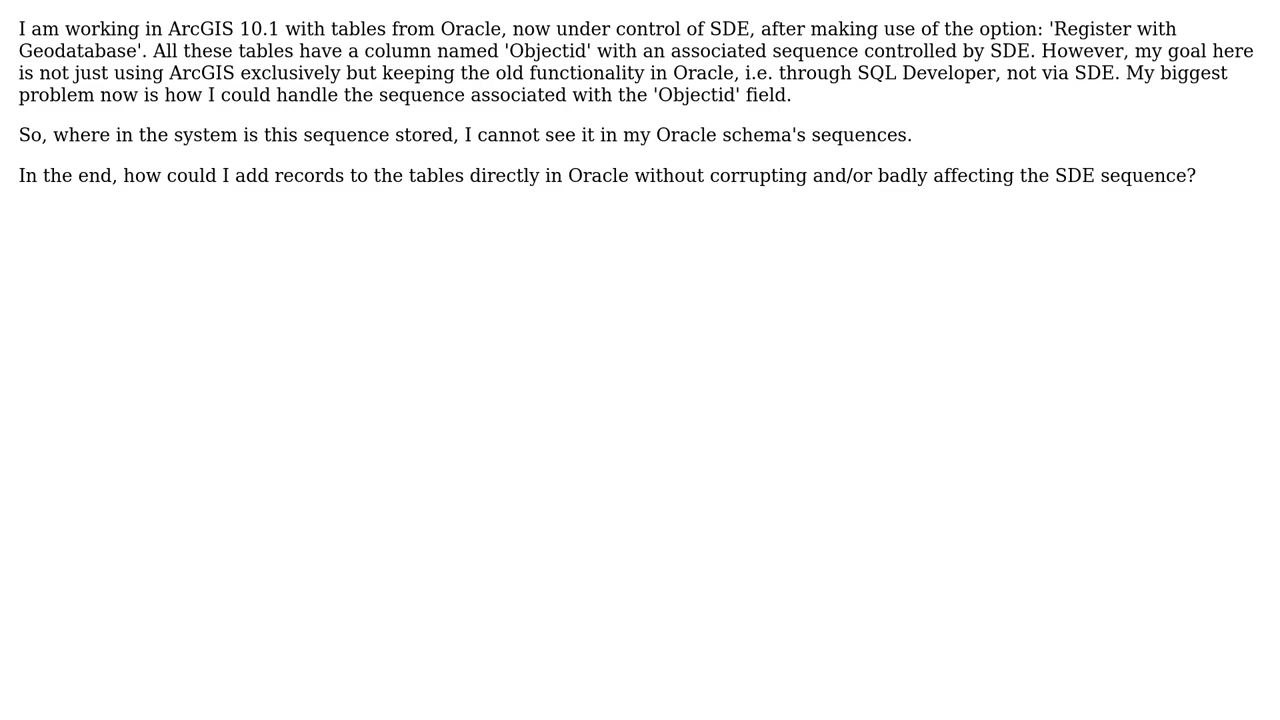 I am working in ArcGIS 10.1 with tables from Oracle, now under control of SDE, after making use of the option: 'Register with
Geodatabase'. All these tables have a column named 'Objectid' with an associated sequence controlled by SDE. However, my goal here
is not just using ArcGIS exclusively but keeping the old functionality in Oracle, i.e. through SQL Developer, not via SDE. My biggest
problem now is how I could handle the sequence associated with the 'Objectid' field.
So, where in the system is this sequence stored, I cannot see it in my Oracle schema's sequences.
In the end, how could I add records to the tables directly in Oracle without corrupting and/or badly affecting the SDE sequence?